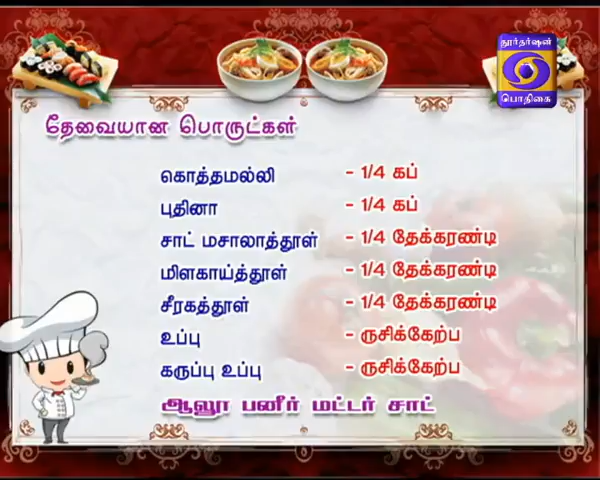 தூர்தர்ஷன்
பொதிகை
தேவையான பொருட்கள்
கொத்தமல்லி - 1/4 கப்
புதினா - 1/4 கப்
சாட் மசாலாத்தூள் - 1/4 தேக்கரண்டி
மிளகாய்த்தூள் - 1/4 தேக்கரண்டி
சீரகத்தூள் - 1/4 தேக்கரண்டி
உப்பு - ருசிக்கேற்ப
கருப்பு உப்பு - ருசிக்கேற்ப
ஆலூ பனீர் மட்டர் சாட்